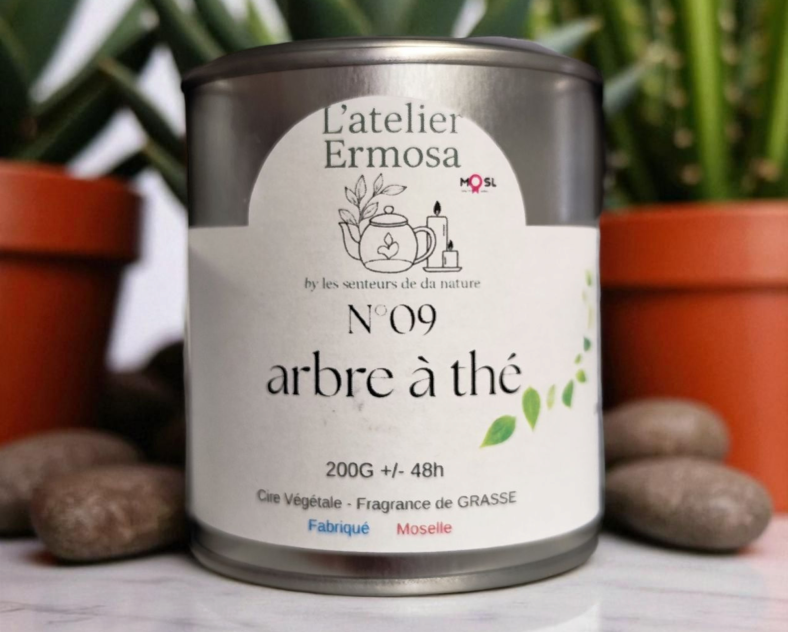 L'atelier
Ermosa
MOSL
by les senteurs de da nature
N°09
arbre à thé
200G +/- 48h
Cire Végétale - Fragrance de GRASSE
Fabriqué Moselle